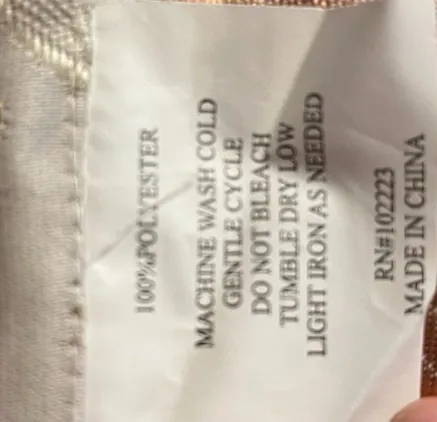 100%POLYESTER
MACHINE WASH COLD
GENTLE CYCLE
DO NOT BLEACH
TUMBLE DRY LOW
LIGHT IRON AS NEEDED
RN#102223
MADE IN CHINA